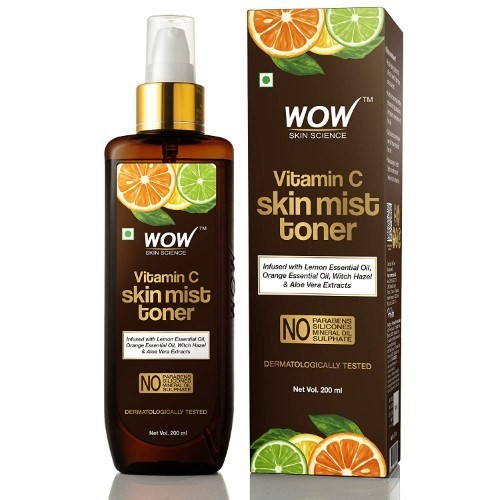 WOW™
SKIN SCIENCE
Vitamin C
skin mist
toner
Infused with Lemon Essential Oil,
Orange Essential Oil, Witch Hazel
& Aloe Vera Extracts
NO PARABENS
SILICONES
MINERAL OIL
SULPHATE
DERMATOLOGICALLY TESTED
Net Vol. 200 ml
WOW™
SKIN SCIENCE
Vitamin C
skin mist
toner
Infused with Lemon Essential Oil,
Orange Essential Oil, Witch Hazel
& Aloe Vera Extracts
NO PARABENS
SILICONES
MINERAL OIL
SULPHATE
DERMATOLOGICALLY TESTED
Net Vol. 200 ml